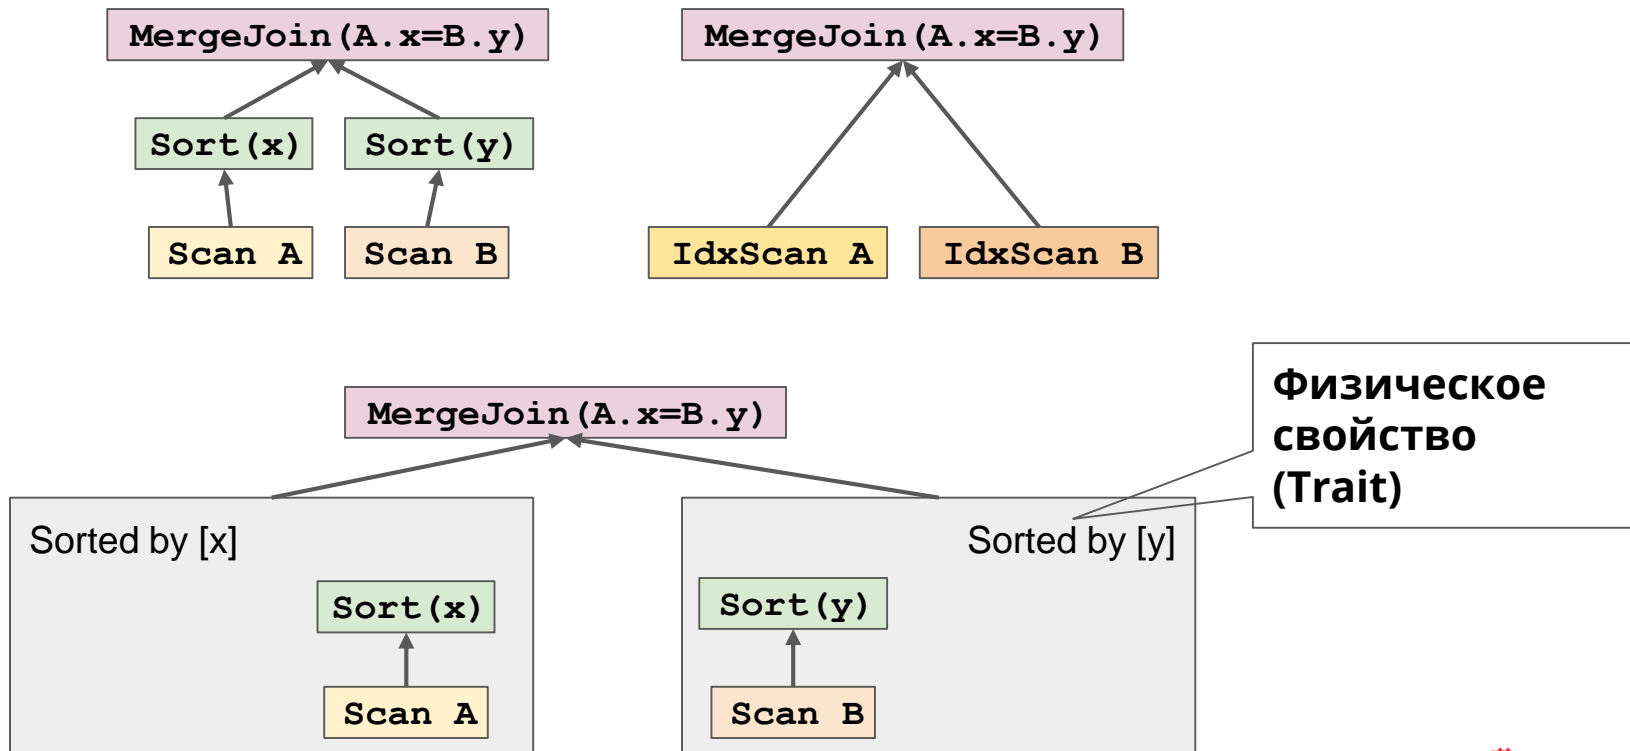 MergeJoin(A.x=B.y)
MergeJoin(A.x=B.y)
Sort(x)
Sort(y)
Scan A
Scan B
IdxScan A
IdxScan B
MergeJoin(A.x=B.y)
Физическое
свойство
(Trait)
Sorted by [x]
Sorted by [y]
Sort(x)
Sort(y)
Scan A
Scan B